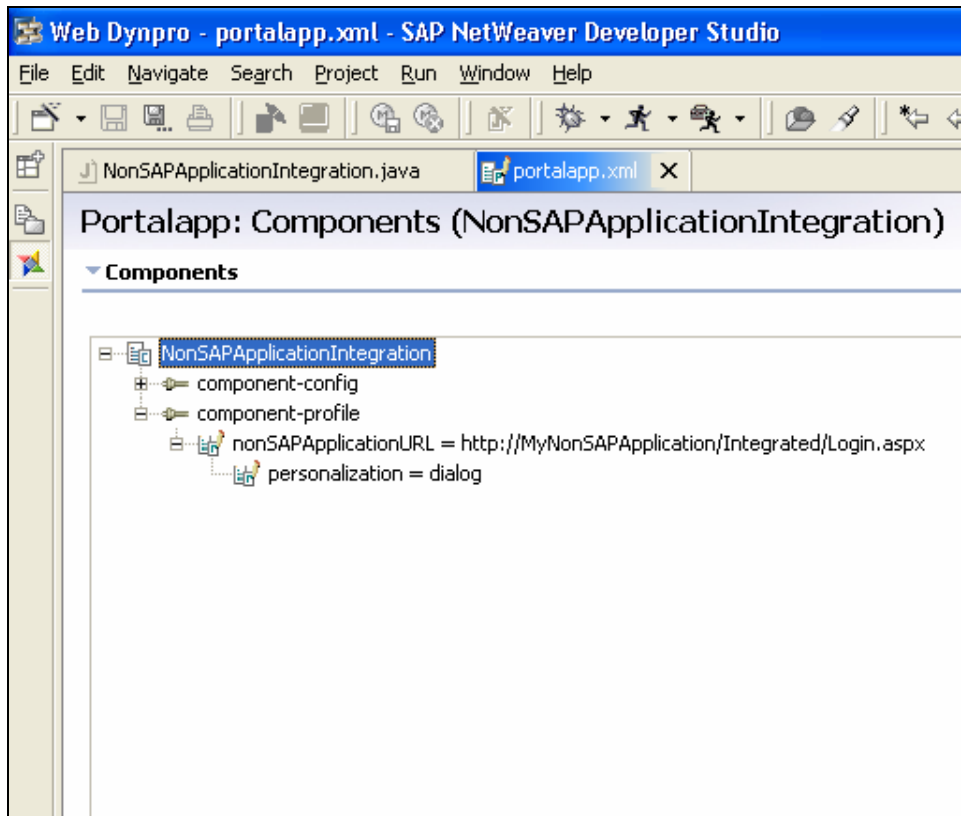 Web Dynpro - portalapp.xml - SAP NetWeaver Developer Studio
File Edit Navigate Search Project Run Window Help
NonSAPApplicationIntegration.java portalapp.xml
Portalapp: Components (NonSAPApplicationIntegration)
Components
NonSAPApplicationIntegration
component-config
component-profile
nonSAPApplicationURL = http://MyNonSAPApplication/Integrated/Login.aspx
personalization = dialog